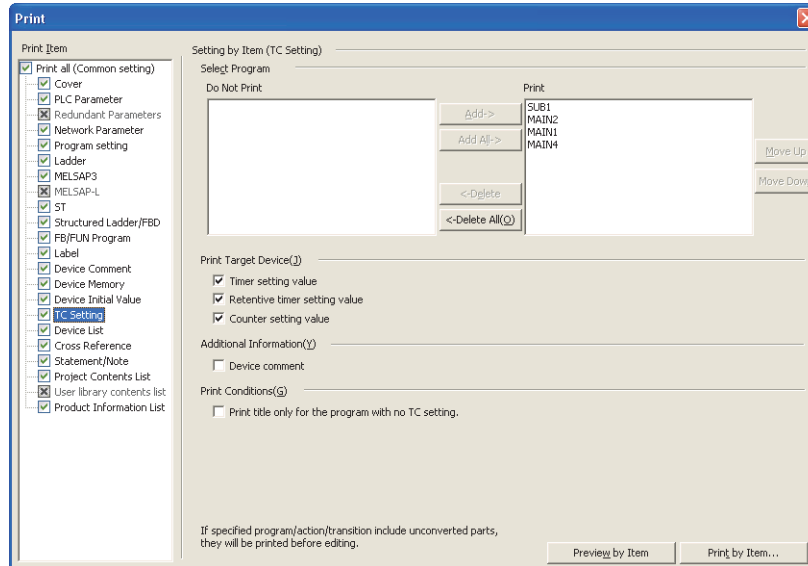 Print
Print Item
Print all (Common setting)
Cover
PLC Parameter
Redundant Parameters
Network Parameter
Program setting
Ladder
MELSAP3
MELSAP-L
ST
Structured Ladder/FBD
FB/FUN Program
Label
Device Comment
Device Memory
Device Initial Value
TC Setting
Device List
Cross Reference
Statement/Note
Project Contents List
User library contents list
Product Information List
Setting by Item (TC Setting)
Select Program
Do Not Print
Print
Add->
Add All->
<-Delete
<-Delete All(O)
SUB1
MAIN2
MAIN1
MAIN4
Move Up
Move Dow
Print Target Device(J)
Timer setting value
Retentive timer setting value
Counter setting value
Additional Information(Y)
Device comment
Print Conditions(G)
Print title only for the program with no TC setting.
If specified program/action/transition include unconverted parts,
they will be printed before editing.
Preview by Item
Print by Item...